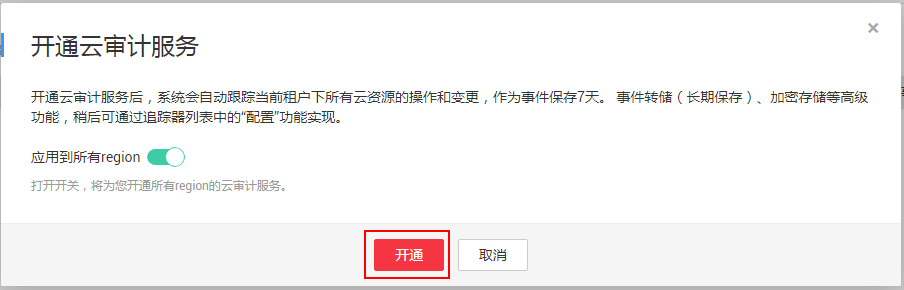 开通云审计服务
开通云审计服务后，系统会自动跟踪当前租户下所有云资源的操作和变更，作为事件保存7天。 事件转储（长期保存）、加密存储等高级
功能，稍后可通过追踪器列表中的“配置”功能实现。
应用到所有region
打开开关，将为您开通所有region的云审计服务。
开通 取消